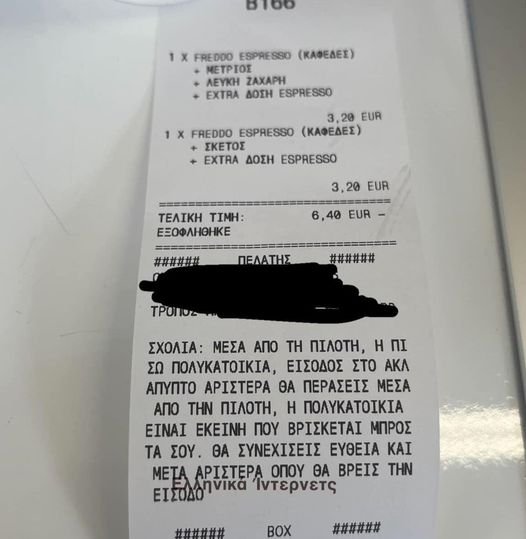 B166
1 X FREDDO ESPRESSO (ΚΑΦΕΔΕΣ)
+ ΜΕΤΡΙΟΣ
+ ΛΕΥΚΗ ΖΑΧΑΡΗ
+ EXTRA ΔΟΣΗ ESPRESSO
3,20 EUR
1 X FREDDO ESPRESSO (ΚΑΦΕΔΕΣ)
+ ΣΚΕΤΟΣ
+ EXTRA ΔΟΣΗ ESPRESSO
3,20 EUR
ΤΕΛΙΚΗ ΤΙΜΗ: 6,40 EUR -
ΕΞΟΦΛΗΘΗΚΕ
###### ΠΕΛΑΤΗΣ ######
ΤΡΟΠΟΣ
ΣΧΟΛΙΑ: ΜΕΣΑ ΑΠΟ ΤΗ ΠΙΛΟΤΗ, Η ΠΙ
ΣΩ ΠΟΛΥΚΑΤΟΙΚΙΑ, ΕΙΣΟΔΟΣ ΣΤΟ ΑΚΛ
ΑΠΥΠΤΟ ΑΡΙΣΤΕΡΑ ΘΑ ΠΕΡΑΣΕΙΣ ΜΕΣΑ
ΑΠΟ ΤΗΝ ΠΙΛΟΤΗ, Η ΠΟΛΥΚΑΤΟΙΚΙΑ
ΕΙΝΑΙ ΕΚΕΙΝΗ ΠΟΥ ΒΡΙΣΚΕΤΑΙ ΜΠΡΟΣ
ΤΑ ΣΟΥ. ΘΑ ΣΥΝΕΧΙΣΕΙΣ ΕΥΘΕΙΑ ΚΑΙ
ΜΕΤΑ ΑΡΙΣΤΕΡΑ ΟΠΟΥ ΘΑ ΒΡΕΙΣ ΤΗΝ
ΕΙΣΟΔΟ
Ελληνικά Ίντερνετς
###### BOX ######